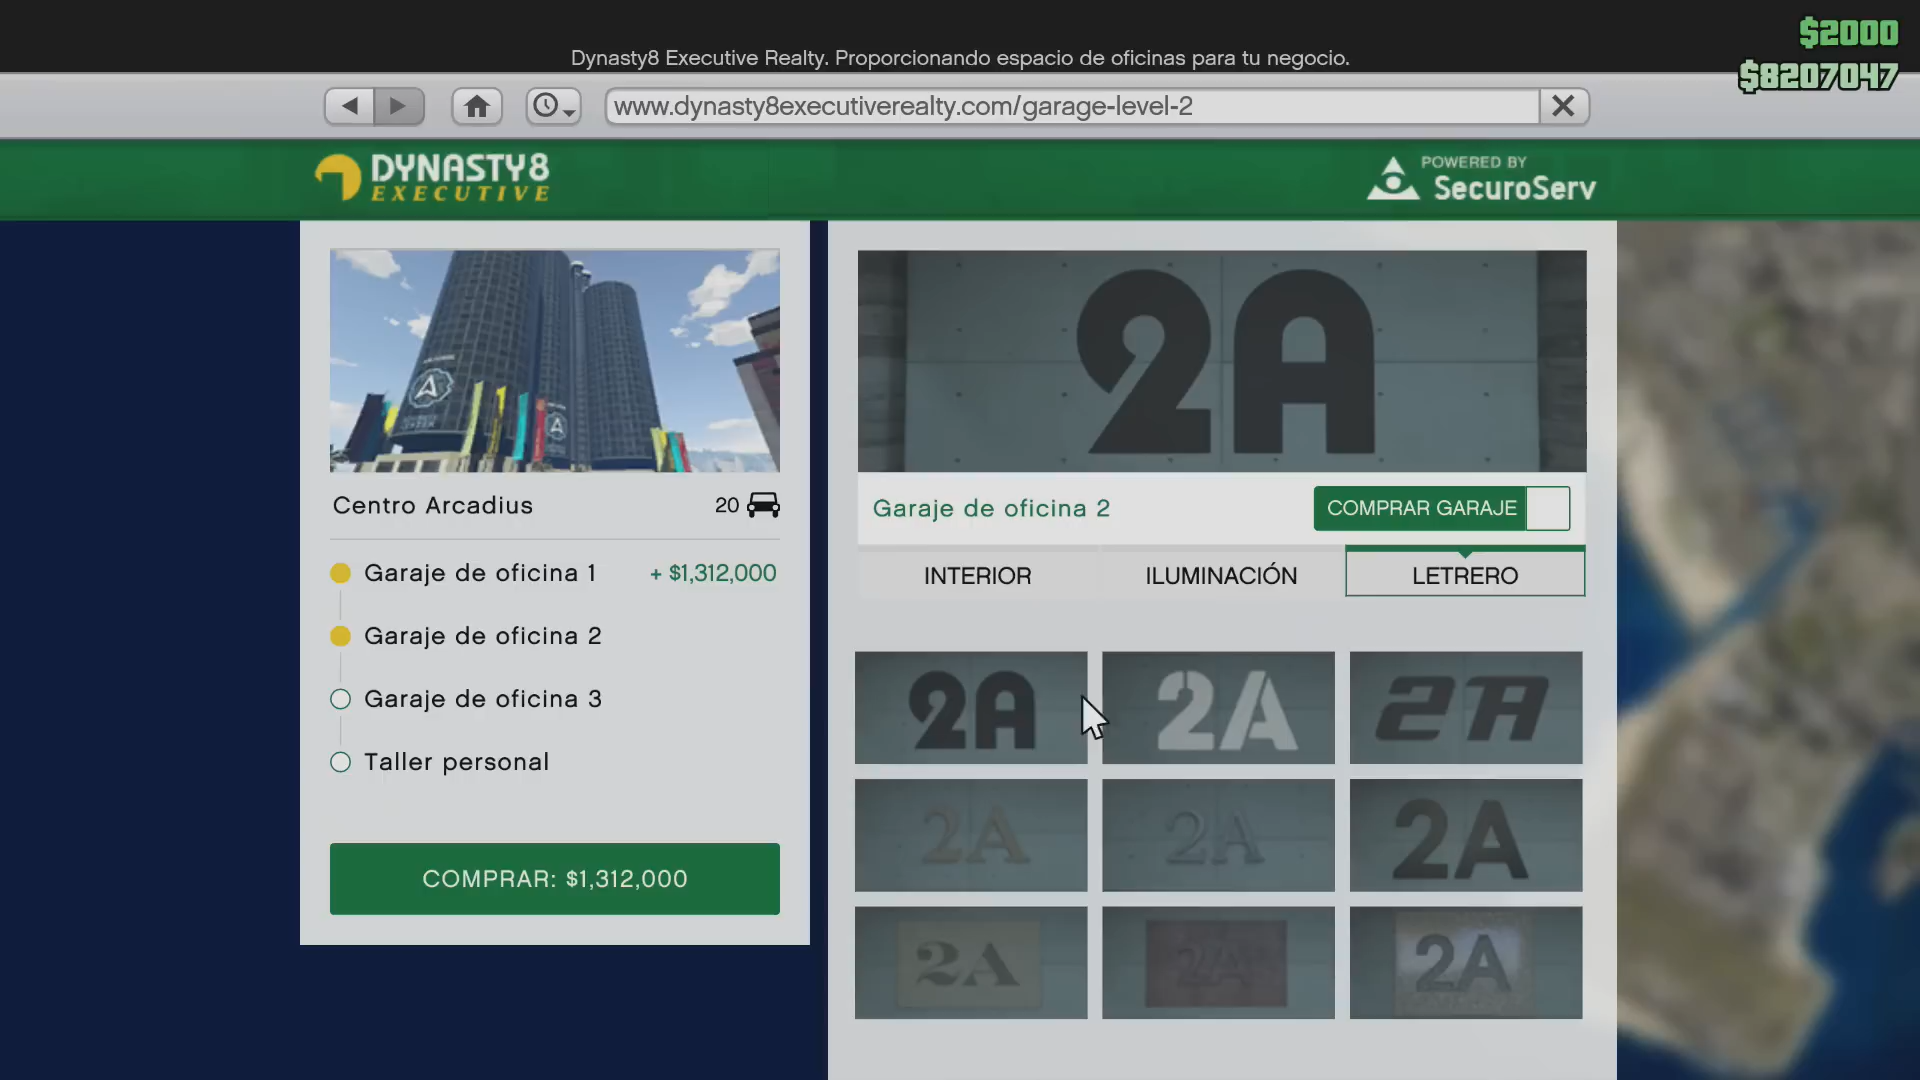 $2000
$8207047
Dynasty8 Executive Realty. Proporcionando espacio de oficinas para tu negocio.
www.dynasty8executiverealty.com/garage-level-2
DYNASTY8
EXECUTIVE
POWERED BY
SecuroServ
Centro Arcadius
20
Garaje de oficina 1 + $1,312,000
Garaje de oficina 2
Garaje de oficina 3
Taller personal
COMPRAR: $1,312,000
2A
Garaje de oficina 2
COMPRAR GARAJE
INTERIOR ILUMINACIÓN LETRERO
2A 2A 2A
2A 2A 2A
2A 2A 2A